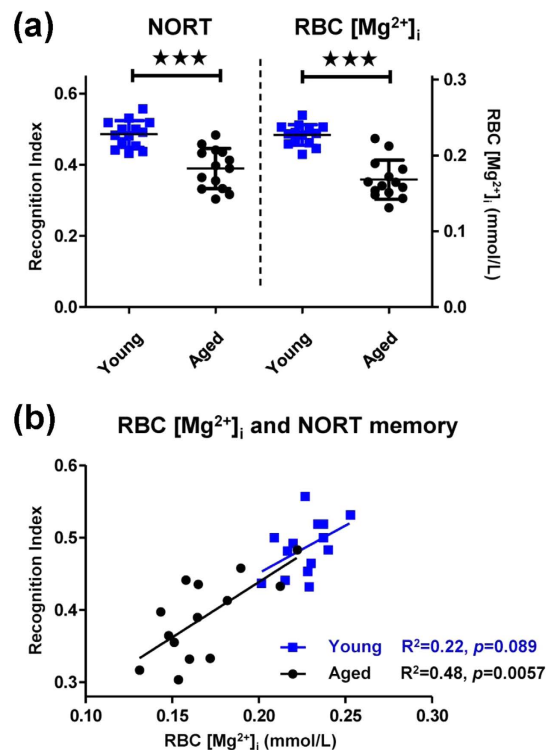 (a)
NORT
RBC [Mg²⁺]ᵢ
★★★
★★★
Recognition Index
0.6
0.4
0.2
0.0
0.3
0.2
0.1
0.0
RBC [Mg²⁺]ᵢ (mmol/L)
Young
Aged
Young
Aged
(b)
RBC [Mg²⁺]ᵢ and NORT memory
Recognition Index
0.6
0.5
0.4
0.3
Young R²=0.22, p=0.089
Aged R²=0.48, p=0.0057
0.10
0.15
0.20
0.25
0.30
RBC [Mg²⁺]ᵢ (mmol/L)